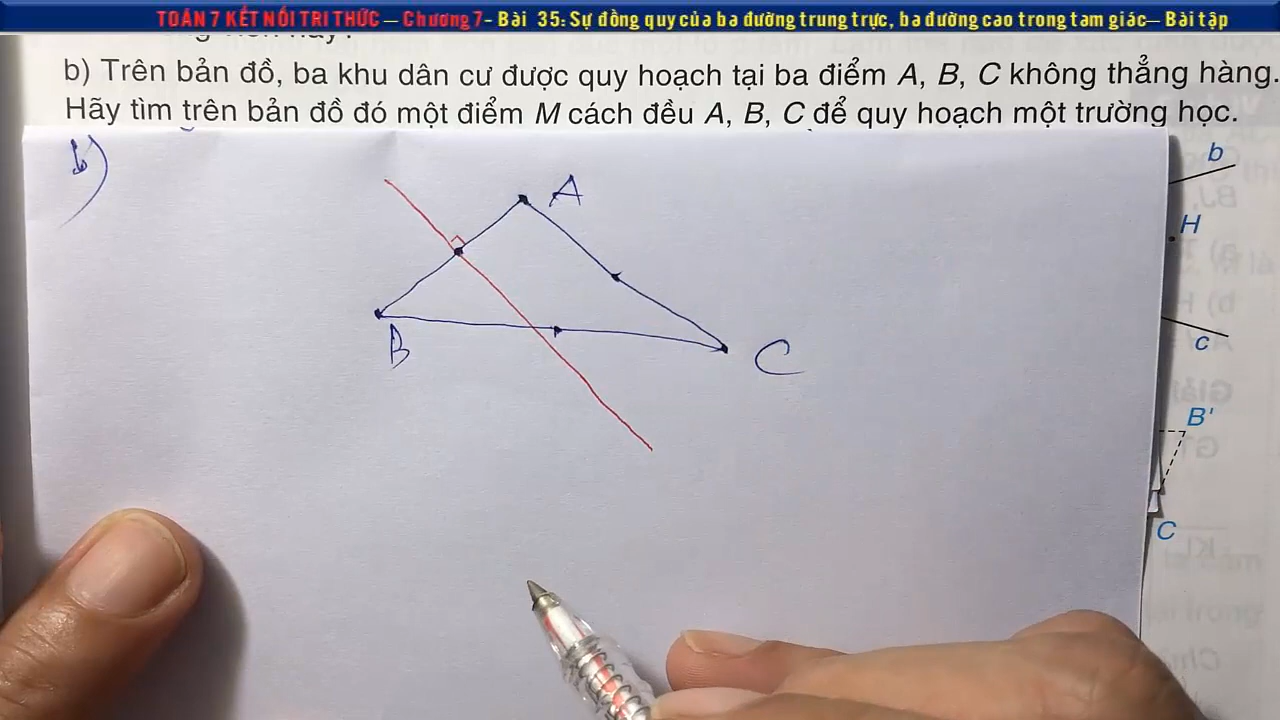 TOÁN 7 KẾT NỐI TRI THỨC – Chương 7- Bài 35: Sự đồng quy của ba đường trung trực, ba đường cao trong tam giác– Bài tập
b) Trên bản đồ, ba khu dân cư được quy hoạch tại ba điểm A, B, C không thẳng hàng.
Hãy tìm trên bản đồ đó một điểm M cách đều A, B, C để quy hoạch một trường học.
b)
A
B
C
b
H
c
B'
C